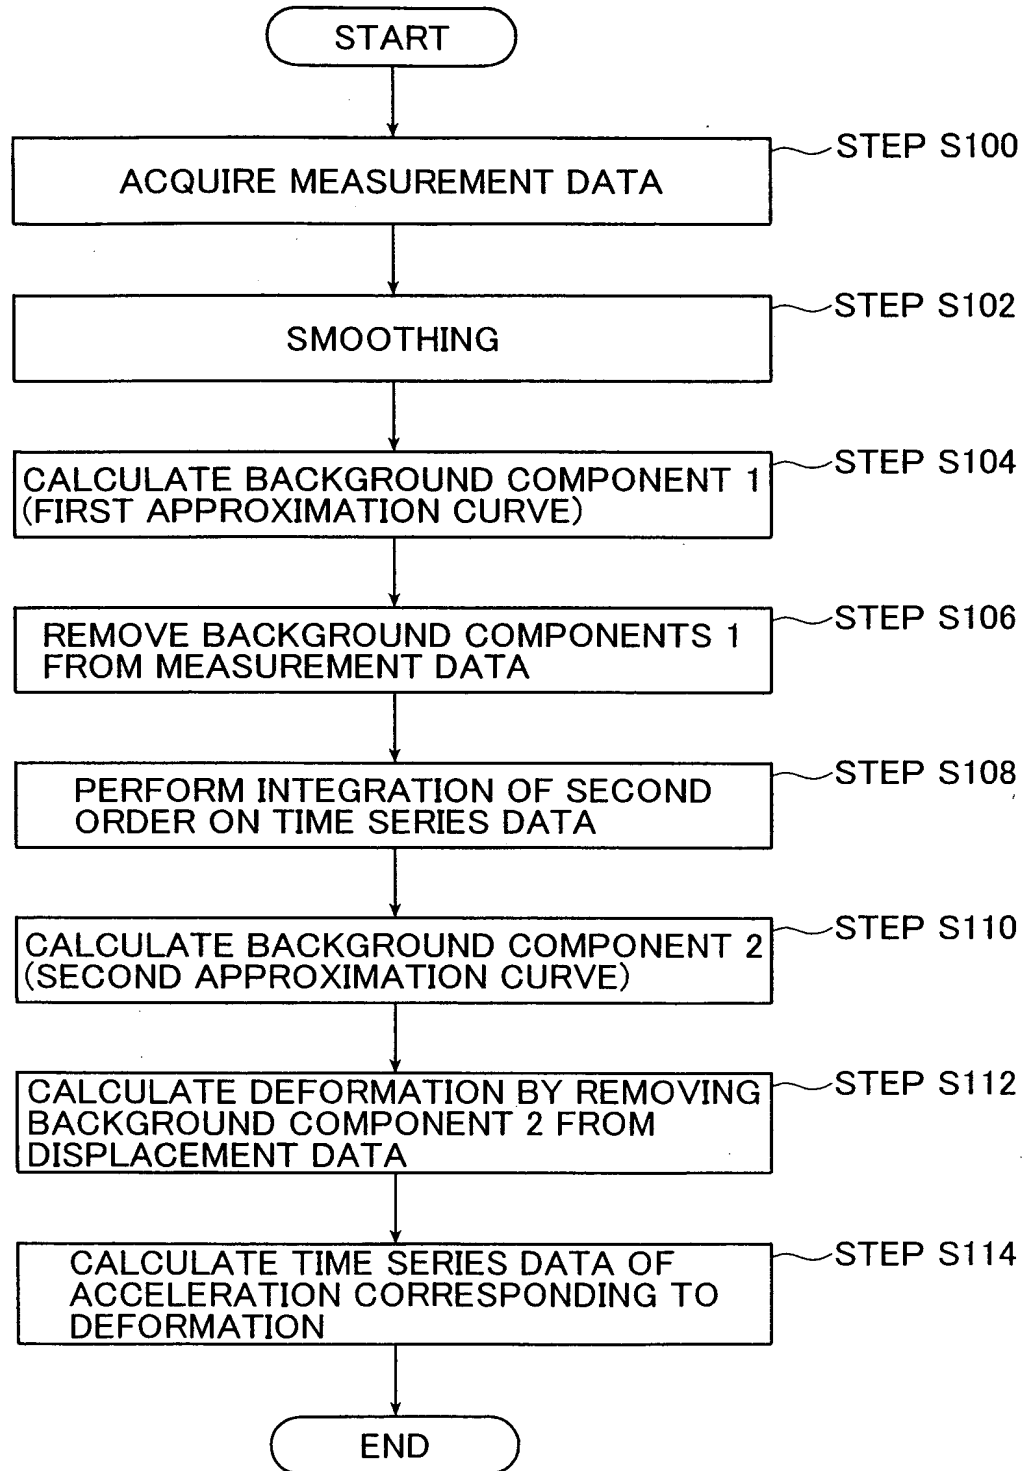 START
STEP S100
ACQUIRE MEASUREMENT DATA
STEP S102
SMOOTHING
STEP S104
CALCULATE BACKGROUND COMPONENT 1
(FIRST APPROXIMATION CURVE)
STEP S106
REMOVE BACKGROUND COMPONENTS 1
FROM MEASUREMENT DATA
STEP S108
PERFORM INTEGRATION OF SECOND
ORDER ON TIME SERIES DATA
STEP S110
CALCULATE BACKGROUND COMPONENT 2
(SECOND APPROXIMATION CURVE)
STEP S112
CALCULATE DEFORMATION BY REMOVING
BACKGROUND COMPONENT 2 FROM
DISPLACEMENT DATA
STEP S114
CALCULATE TIME SERIES DATA OF
ACCELERATION CORRESPONDING TO
DEFORMATION
END